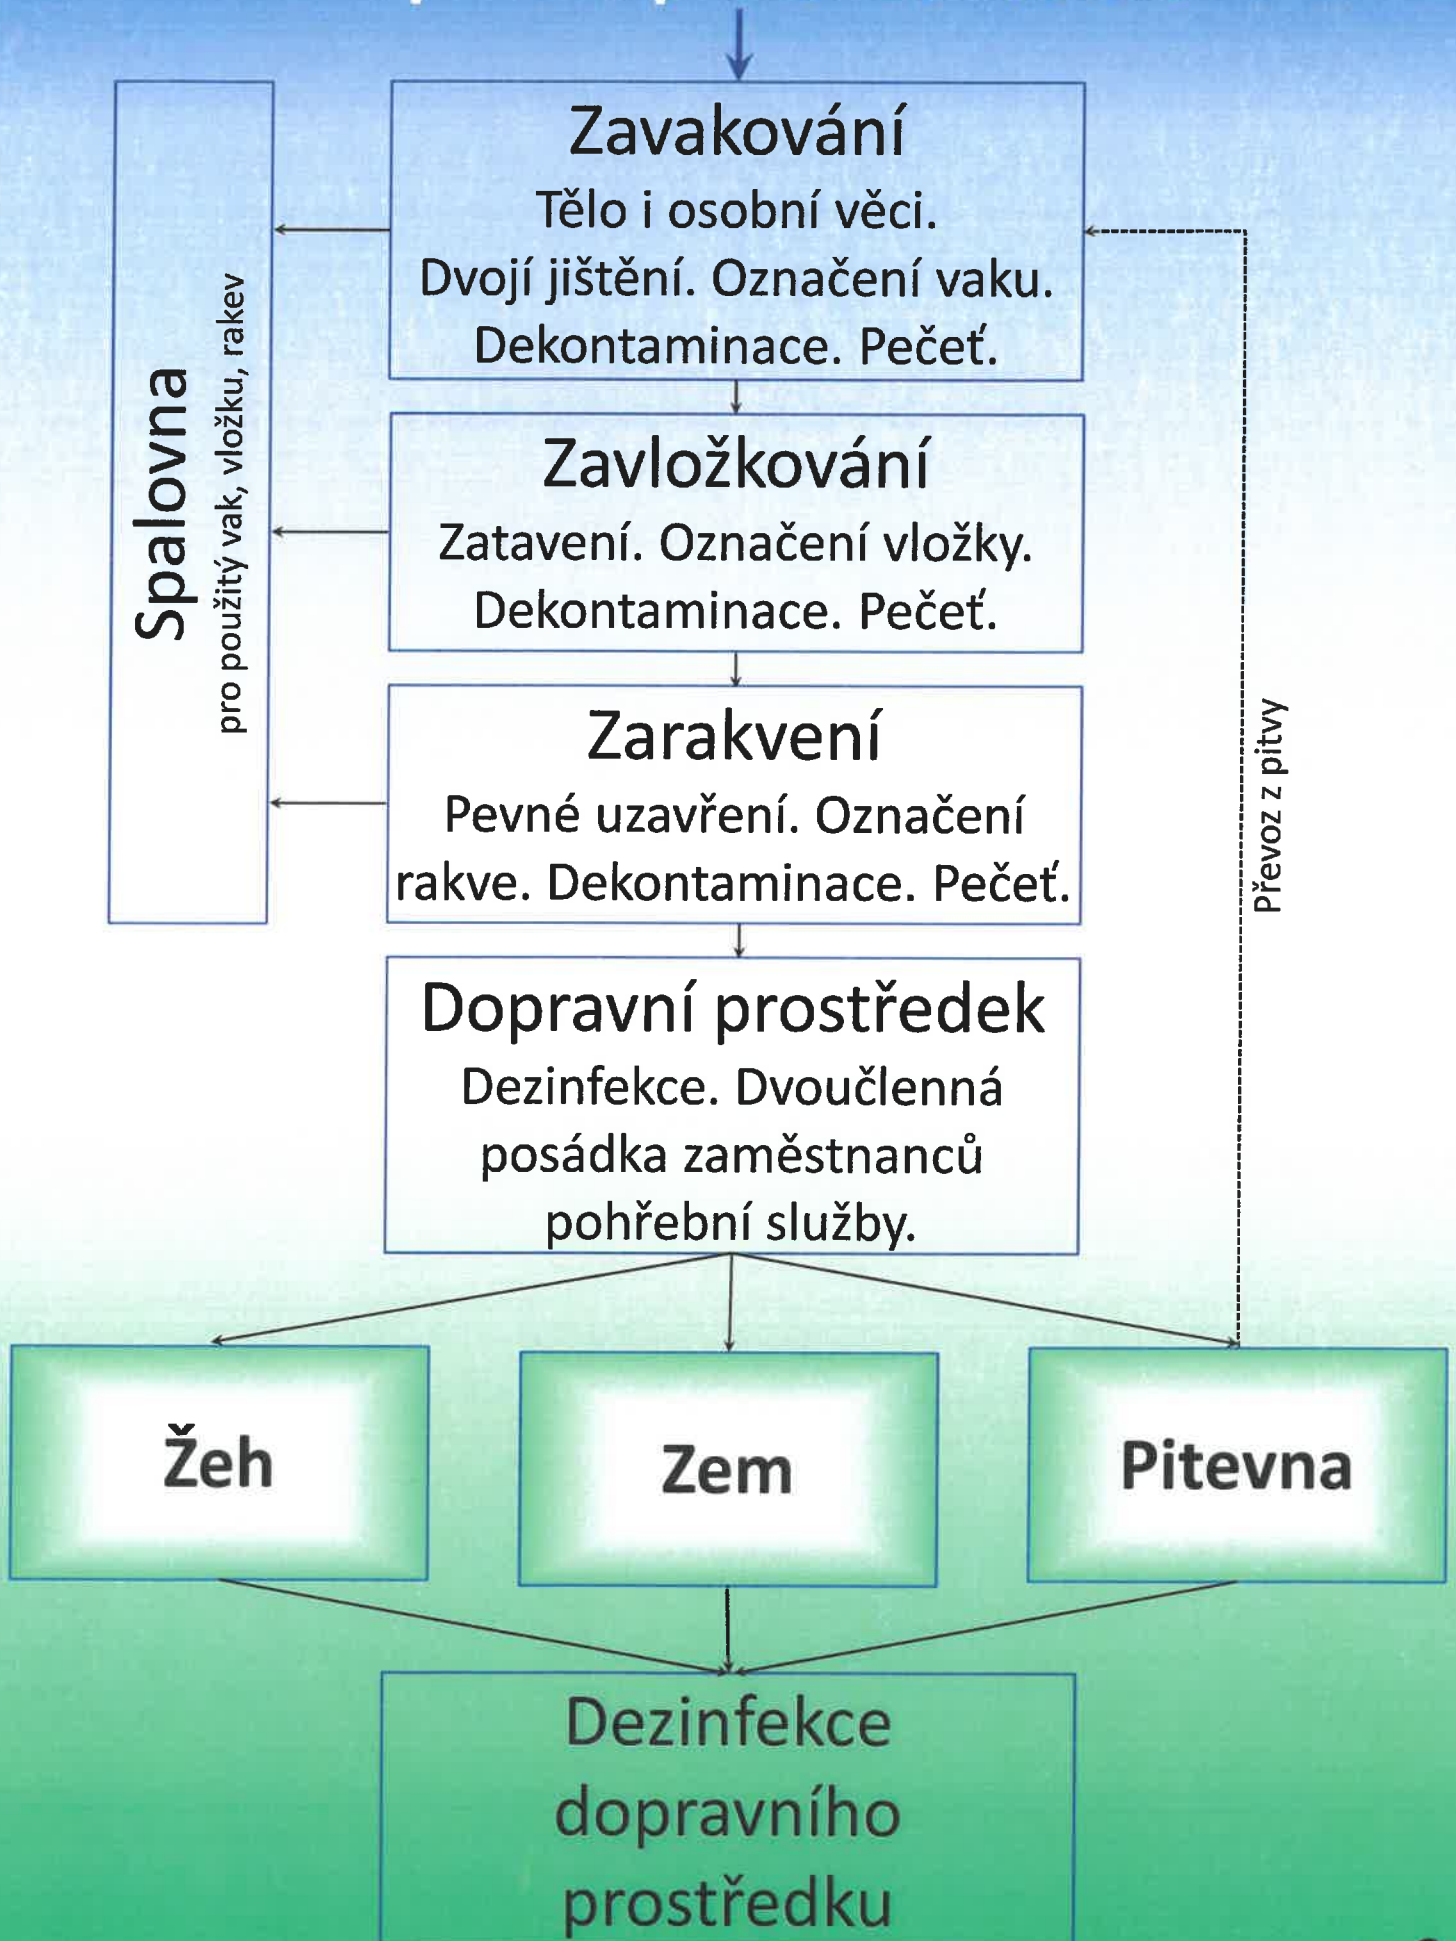 Zavakování
Tělo i osobní věci.
Dvojí jištění. Označení vaku.
Dekontaminace. Pečeť.
Spalovna
pro použitý vak, vložku, rakev
Zavložkování
Zatavení. Označení vložky.
Dekontaminace. Pečeť.
Zarakvení
Pevné uzavření. Označení
rakve. Dekontaminace. Pečeť.
Převoz z pitvy
Dopravní prostředek
Dezinfekce. Dvoučlenná
posádka zaměstnanců
pohřební služby.
Žeh
Zem
Pitevna
Dezinfekce
dopravního
prostředku